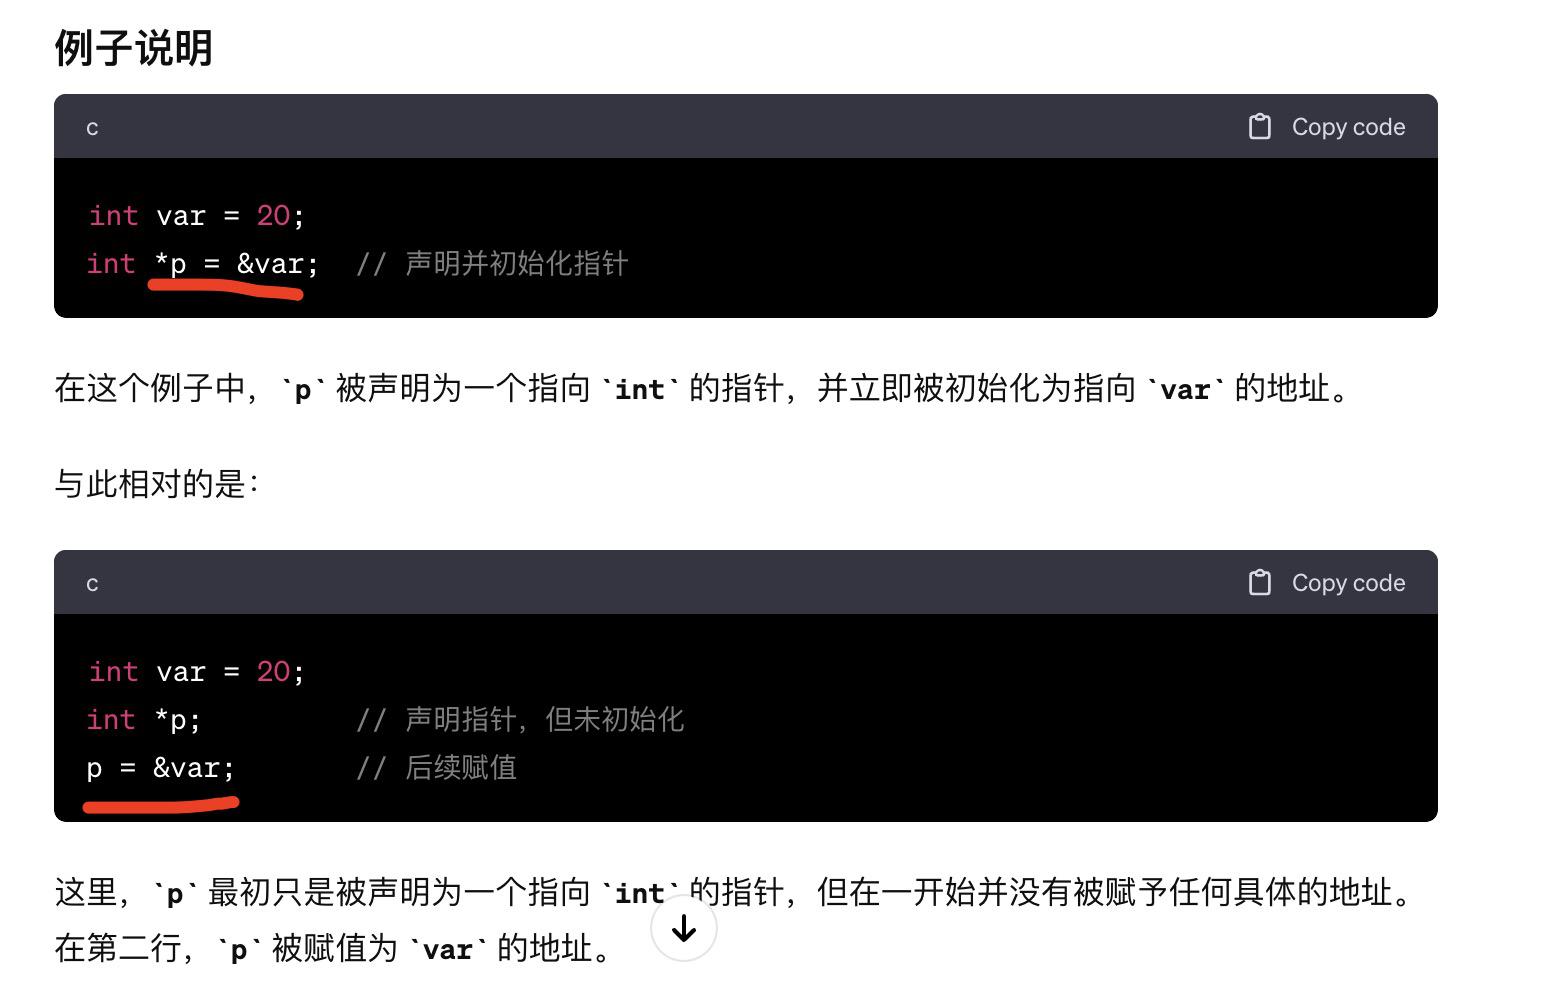 例子说明
c
Copy code
int var = 20;
int *p = &var;  // 声明并初始化指针
在这个例子中，`p` 被声明为一个指向 `int` 的指针，并立即被初始化为指向 `var` 的地址。
与此相对的是：
c
Copy code
int var = 20;
int *p;         // 声明指针，但未初始化
p = &var;       // 后续赋值
这里，`p` 最初只是被声明为一个指向 `int` 的指针，但在一开始并没有被赋予任何具体的地址。
在第二行，`p` 被赋值为 `var` 的地址。